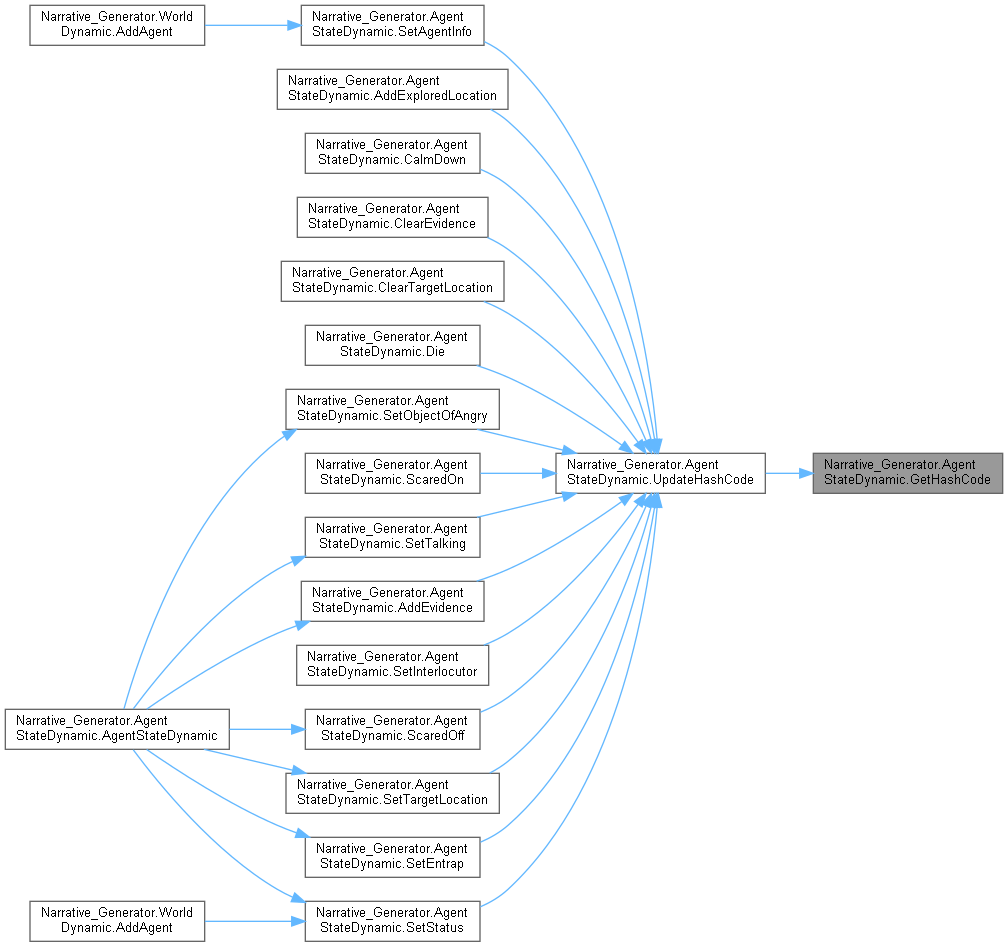 Narrative_Generator.World
Dynamic.AddAgent
Narrative_Generator.Agent
StateDynamic.SetAgentInfo
Narrative_Generator.Agent
StateDynamic.AddExploredLocation
Narrative_Generator.Agent
StateDynamic.CalmDown
Narrative_Generator.Agent
StateDynamic.ClearEvidence
Narrative_Generator.Agent
StateDynamic.ClearTargetLocation
Narrative_Generator.Agent
StateDynamic.Die
Narrative_Generator.Agent
StateDynamic.SetObjectOfAngry
Narrative_Generator.Agent
StateDynamic.ScaredOn
Narrative_Generator.Agent
StateDynamic.UpdateHashCode
Narrative_Generator.Agent
StateDynamic.GetHashCode
Narrative_Generator.Agent
StateDynamic.SetTalking
Narrative_Generator.Agent
StateDynamic.AddEvidence
Narrative_Generator.Agent
StateDynamic.SetInterlocutor
Narrative_Generator.Agent
StateDynamic.AgentStateDynamic
Narrative_Generator.Agent
StateDynamic.ScaredOff
Narrative_Generator.Agent
StateDynamic.SetTargetLocation
Narrative_Generator.Agent
StateDynamic.SetEntrap
Narrative_Generator.World
Dynamic.AddAgent
Narrative_Generator.Agent
StateDynamic.SetStatus